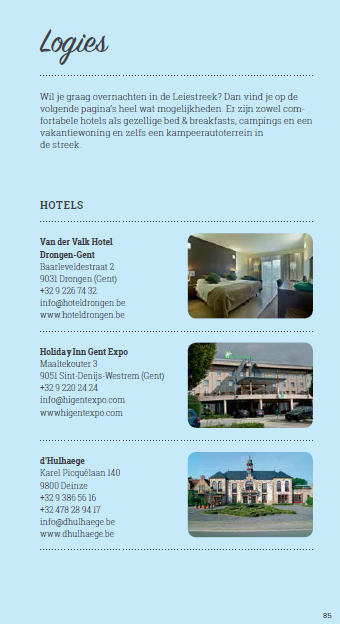 Logies
Wil je graag overnachten in de Leiestreek? Dan vind je op de
volgende pagina's heel wat mogelijkheden. Er zijn zowel com-
fortabele hotels als gezellige bed & breakfasts, campings en een
vakantiewoning en zelfs een kampeerautoterrein in
de streek.
HOTELS
Van der Valk Hotel
Drongen-Gent
Baarleveldestraat 2
9031 Drongen (Gent)
+32 9 226 74 32
info@hoteldrongen.be
www.hoteldrongen.be
Holiday Inn Gent Expo
Maaltekouter 3
9051 Sint-Denijs-Westrem (Gent)
+32 9 220 24 24
info@higentexpo.com
wwwhigentexpo.com
d'Hulhaege
Karel Picquélaan 140
9800 Deinze
+32 9 386 56 16
+32 478 28 94 17
info@dhulhaege.be
www.dhulhaege.be
85